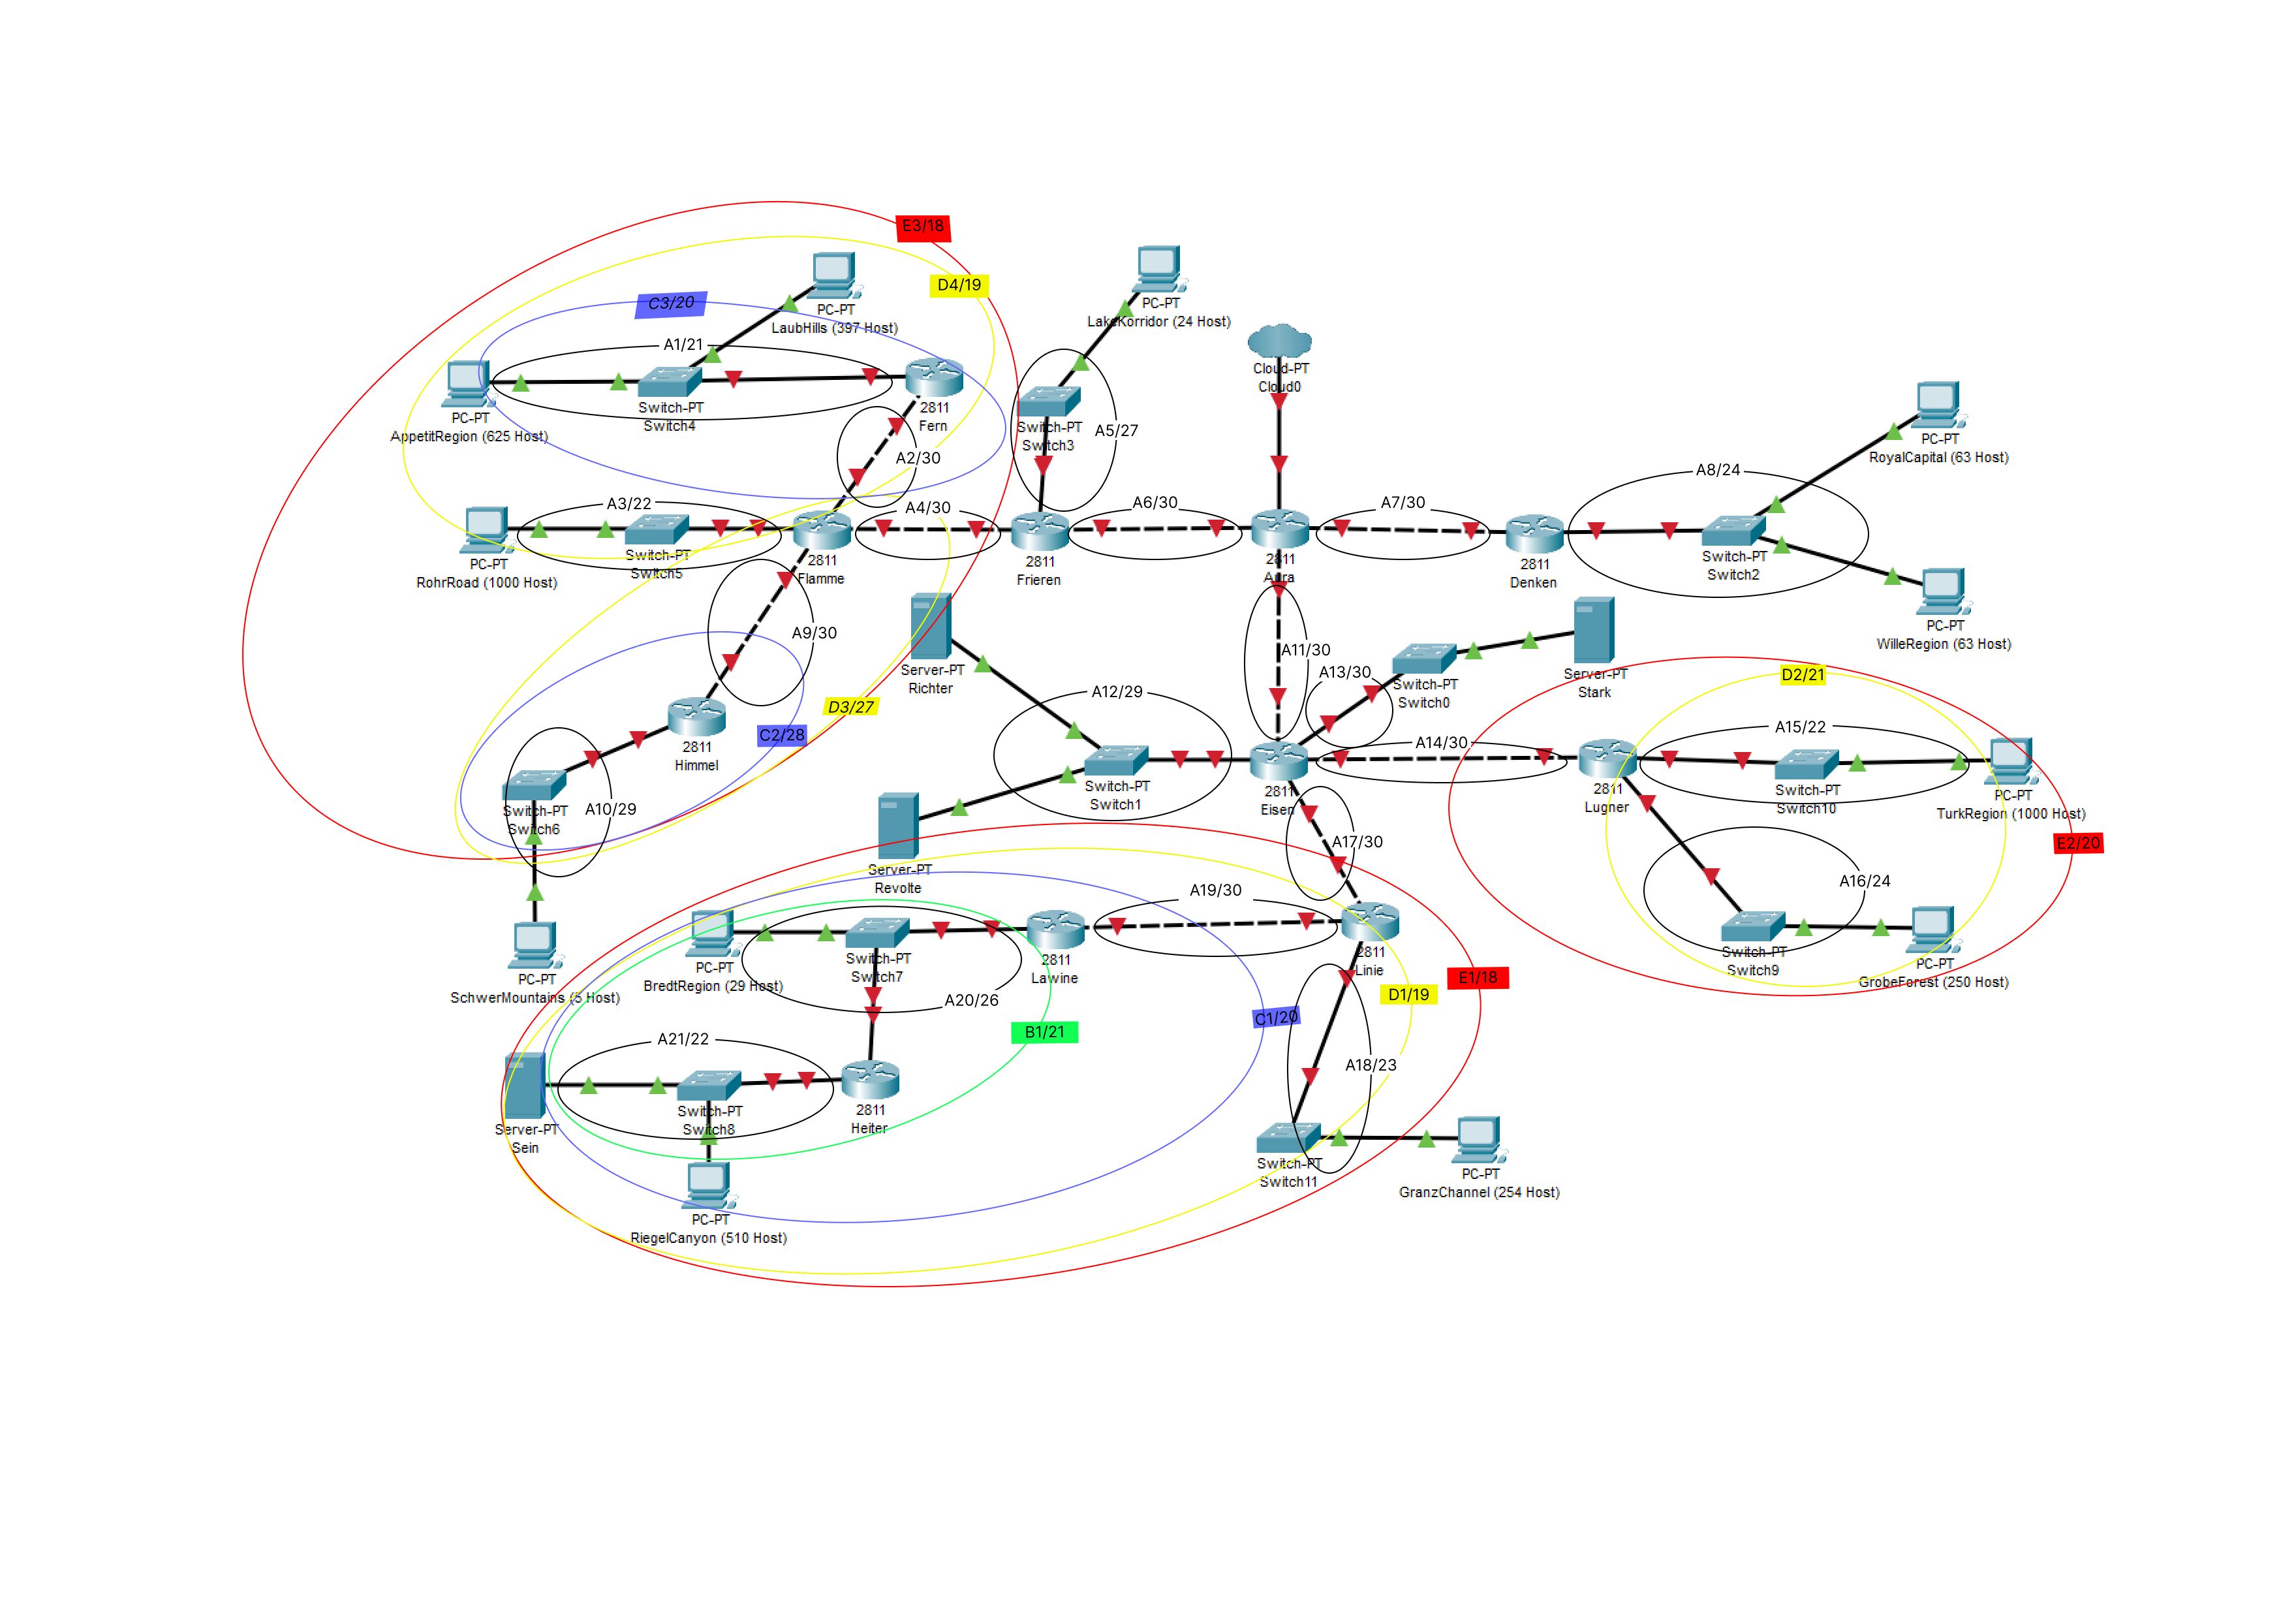 E3/18
D4/19
C3/20
PC-PT
LaubHills (397 Host)
PC-PT
LakeKorridor (24 Host)
A1/21
Cloud-PT
Cloud0
PC-PT
AppetitRegion (625 Host)
Switch-PT
Switch4
2811
Fern
Switch-PT
Switch3
A5/27
PC-PT
RoyalCapital (63 Host)
A2/30
A8/24
A3/22
A4/30
A6/30
A7/30
PC-PT
RohrRoad (1000 Host)
Switch-PT
Switch5
2811
Flamme
2811
Frieren
2811
Aura
2811
Denken
Switch-PT
Switch2
A9/30
PC-PT
WilleRegion (63 Host)
Server-PT
Richter
A11/30
A13/30
Switch-PT
Switch0
Server-PT
Stark
D2/21
A12/29
D3/27
C2/28
A15/22
A14/30
2811
Himmel
Switch-PT
Switch1
2811
Eisen
2811
Lugner
Switch-PT
Switch10
PC-PT
TurkRegion (1000 Host)
Switch-PT
Switch6
A10/29
A17/30
E2/20
Server-PT
Revolte
A19/30
A16/24
PC-PT
SchwerMountains (5 Host)
PC-PT
BredtRegion (29 Host)
Switch-PT
Switch7
2811
Lawine
2811
Linie
E1/18
Switch-PT
Switch9
PC-PT
GrobeForest (250 Host)
A20/26
D1/19
C1/20
B1/21
A21/22
A18/23
Server-PT
Sein
Switch-PT
Switch8
2811
Heiter
Switch-PT
Switch11
PC-PT
GranzChannel (254 Host)
PC-PT
RiegelCanyon (510 Host)